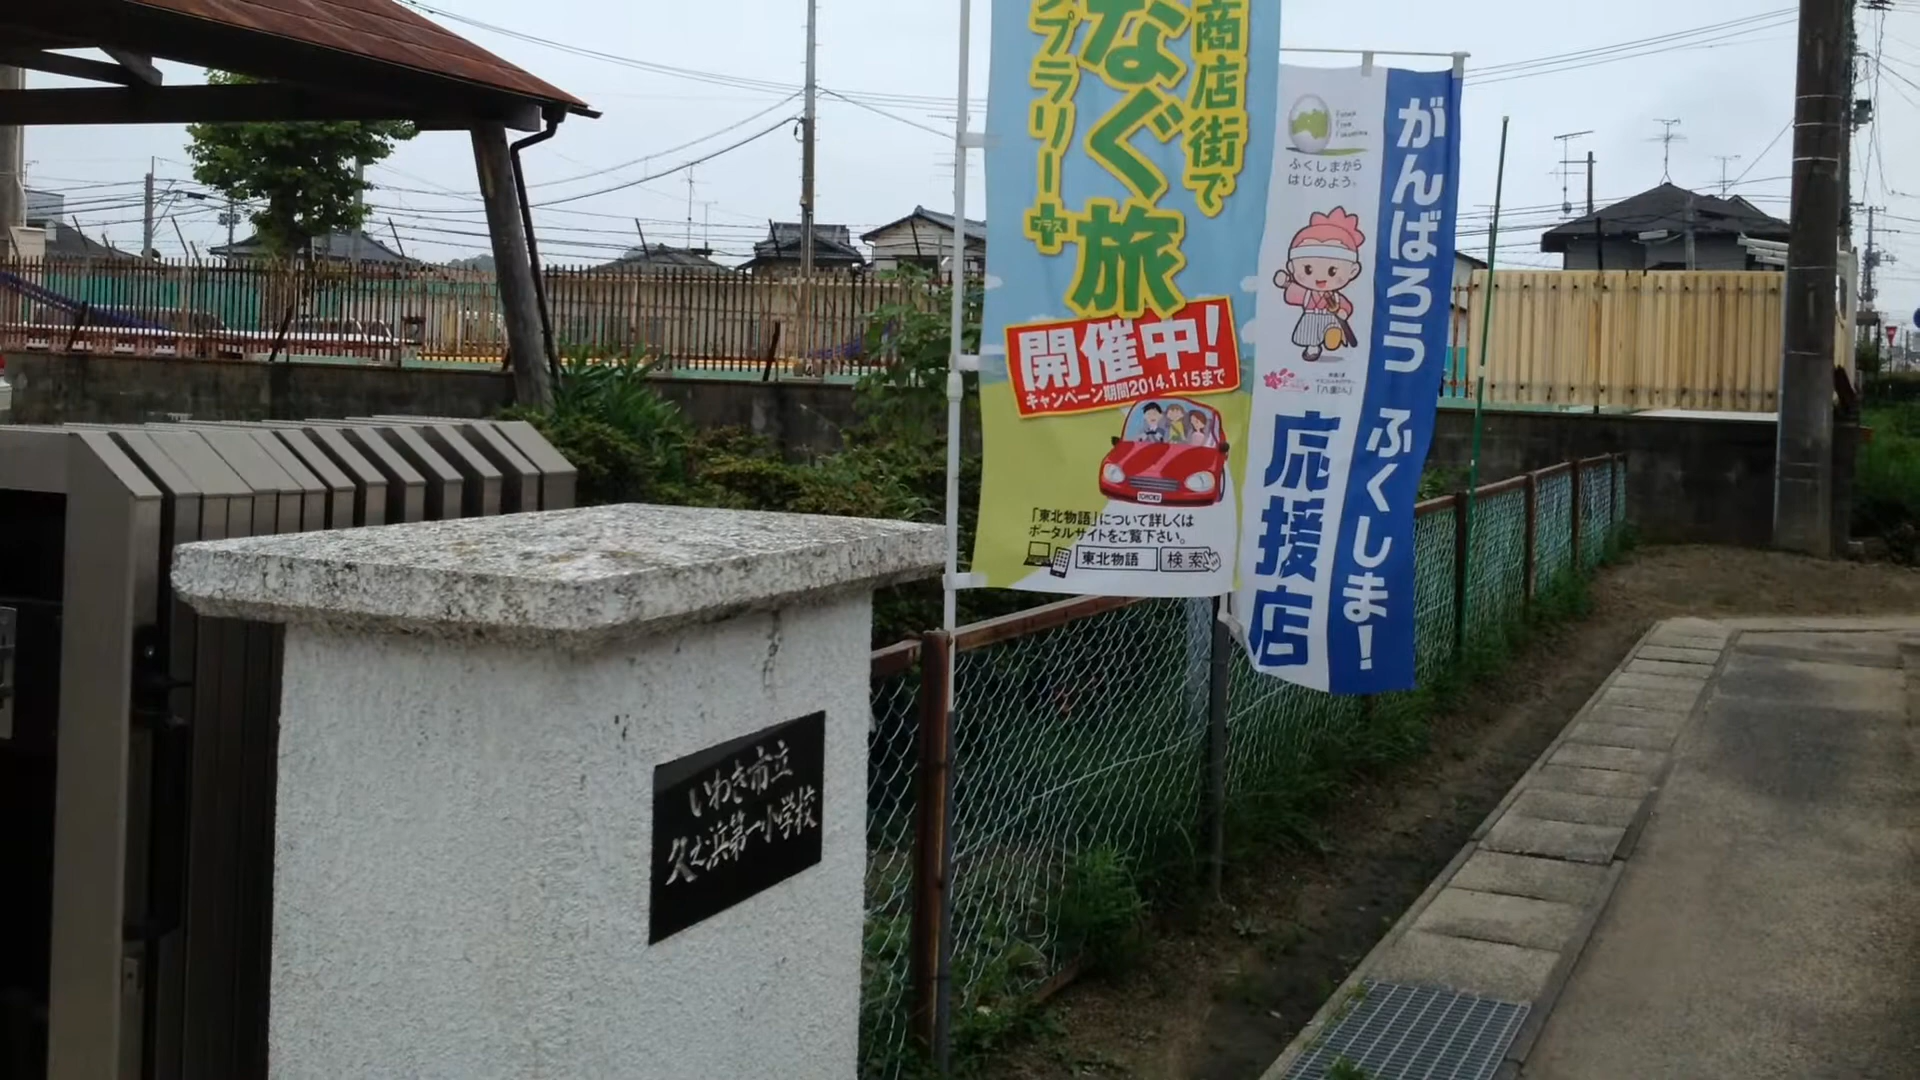 商店街で
なぐ旅
プラリー
プラス
開催中!
キャンペーン期間2014.1.15まで
「東北物語」について詳しくは
ポータルサイトをご覧下さい。
東北物語
検索
がんばろう ふくしま!
ふくしまから
はじめよう。
応援店
いわき市立
久之浜第一小学校